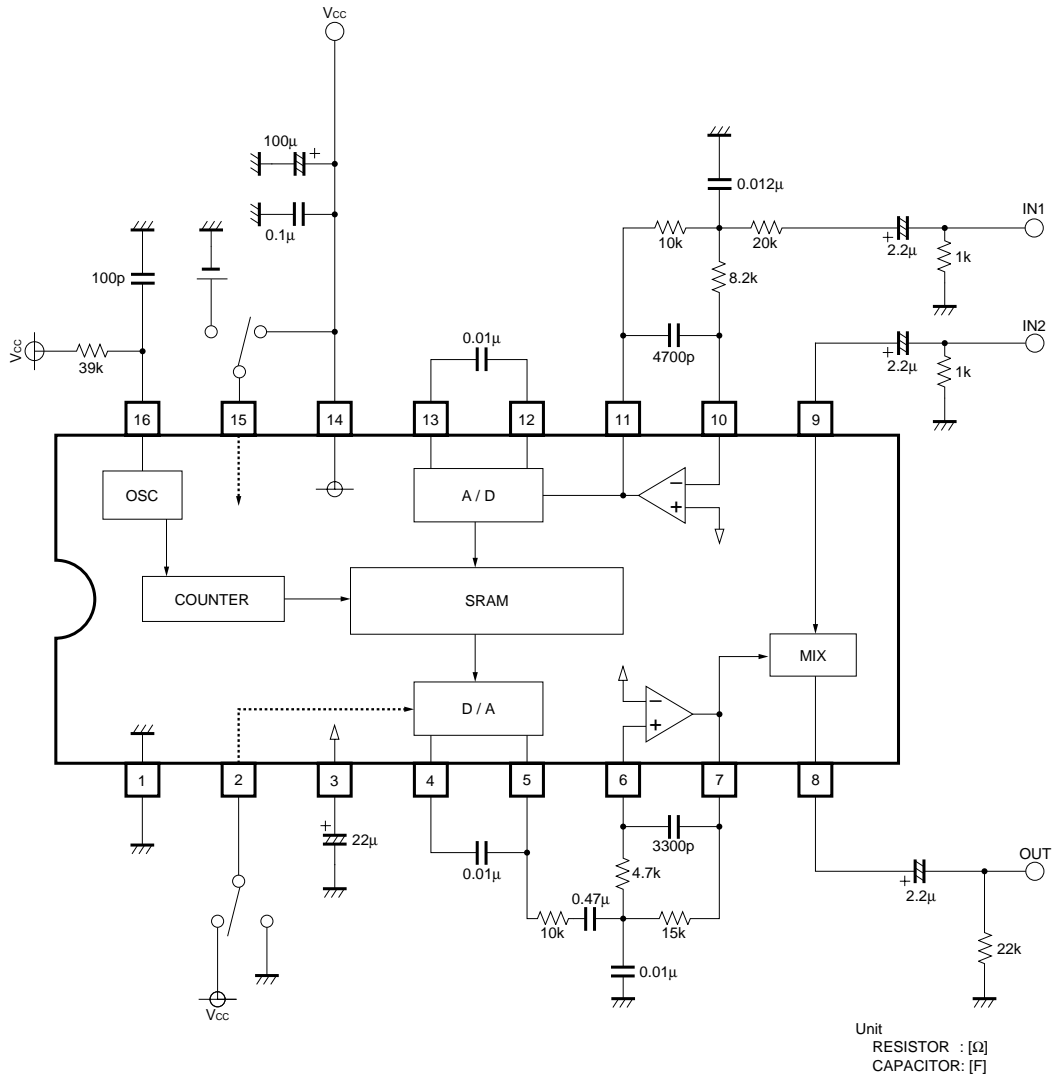 Vcc
100µ
+
0.1µ
0.012µ
IN1
10k
20k
+
2.2µ
1k
8.2k
100p
IN2
Vcc
39k
0.01µ
4700p
+
2.2µ
1k
16
15
14
13
12
11
10
9
OSC
A / D
−
+
COUNTER
SRAM
MIX
D / A
−
+
1
2
3
4
5
6
7
8
+
22µ
0.01µ
3300p
4.7k
0.47µ
10k
15k
0.01µ
OUT
+
2.2µ
22k
Vcc
Unit
RESISTOR : [Ω]
CAPACITOR: [F]